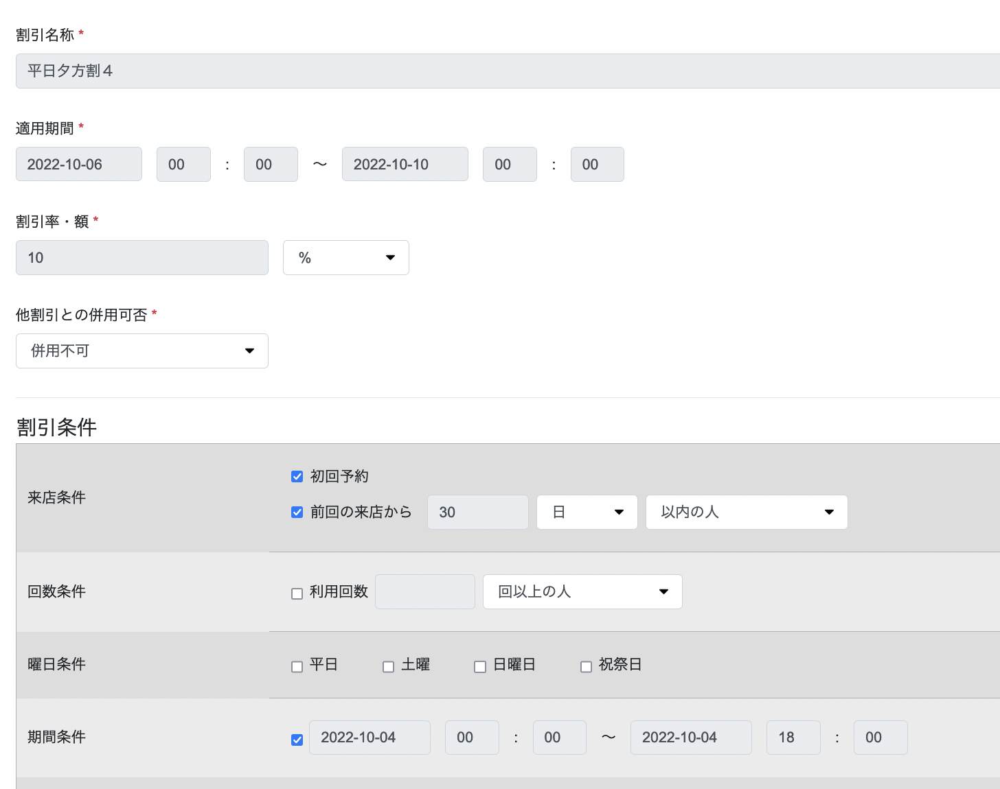 割引名称 *
平日夕方割４
適用期間 *
2022-10-06 00 : 00 〜 2022-10-10 00 : 00
割引率・額 *
10 %
他割引との併用可否 *
併用不可
割引条件
来店条件
初回予約
前回の来店から 30 日 以内の人
回数条件 利用回数 回以上の人
曜日条件 平日 土曜 日曜日 祝祭日
期間条件 2022-10-04 00 : 00 〜 2022-10-04 18 : 00